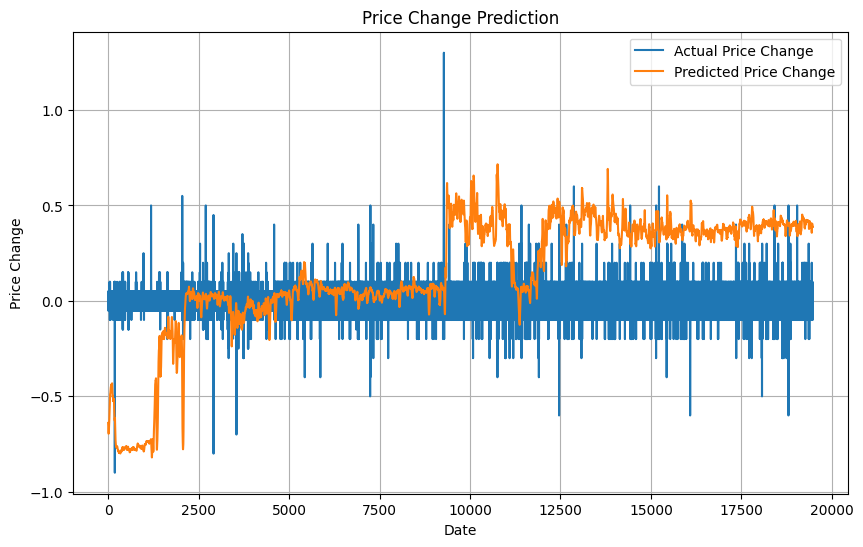 Price Change Prediction
Actual Price Change
Predicted Price Change
Price Change
1.0
0.5
0.0
−0.5
−1.0
0
2500
5000
7500
10000
12500
15000
17500
20000
Date